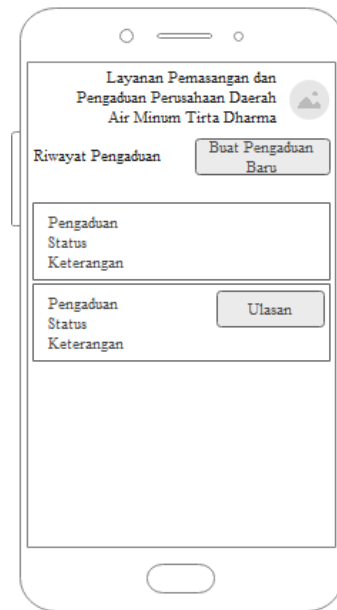 Layanan Pemasangan dan
Pengaduan Perusahaan Daerah
Air Minum Tirta Dharma
Riwayat Pengaduan
Buat Pengaduan
Baru
Pengaduan
Status
Keterangan
Pengaduan
Status
Keterangan
Ulasan